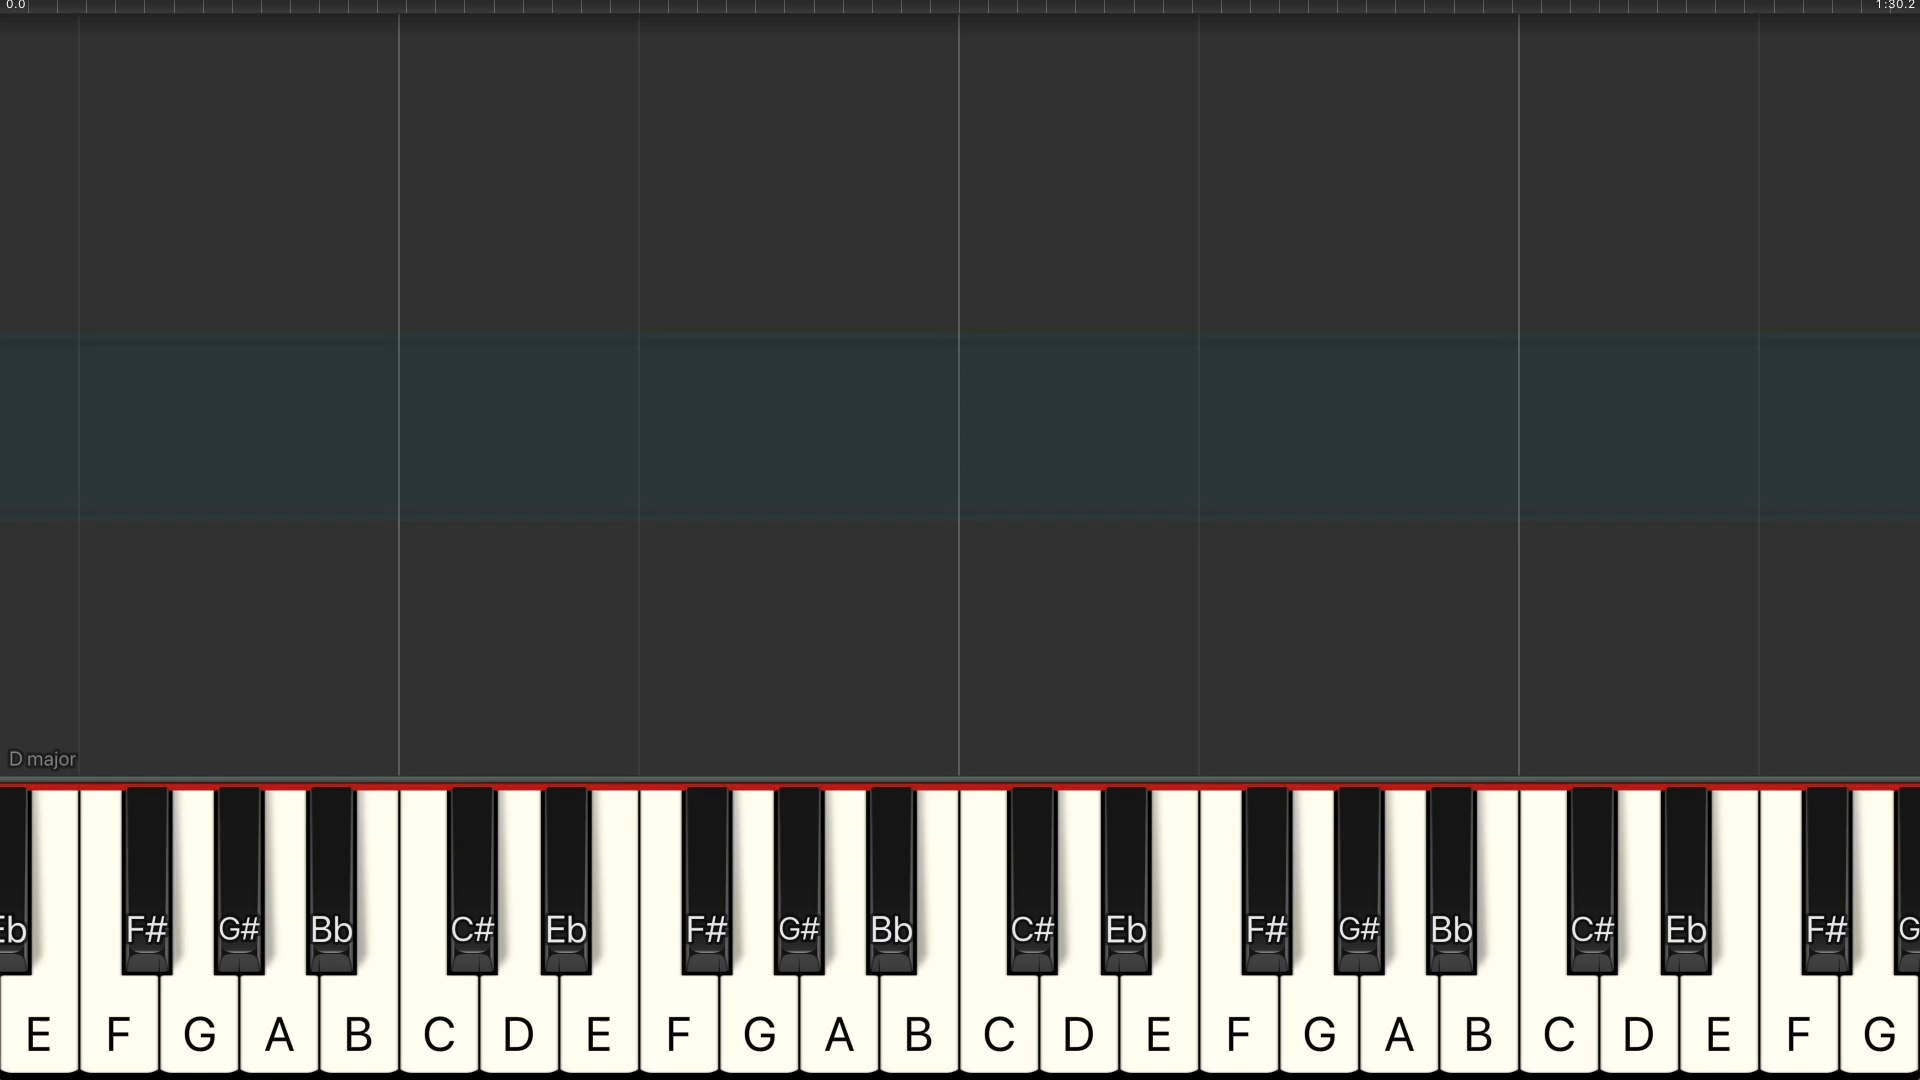 0.0 1:30.2
D major
Eb F# G# Bb C# Eb F# G# Bb C# Eb F# G# Bb C# Eb F# G
E F G A B C D E F G A B C D E F G A B C D E F G